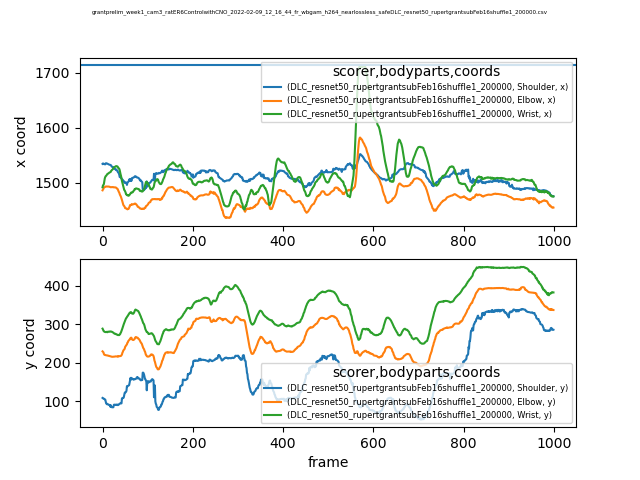 grantprelim_week1_cam3_ratER6ControlwithCNO_2022-02-09_12_16_44_fr_wbgam_h264_nearlossless_safeDLC_resnet50_rupertgrantsubFeb16shuffle1_200000.csv
scorer,bodyparts,coords
(DLC_resnet50_rupertgrantsubFeb16shuffle1_200000, Shoulder, x)
(DLC_resnet50_rupertgrantsubFeb16shuffle1_200000, Elbow, x)
(DLC_resnet50_rupertgrantsubFeb16shuffle1_200000, Wrist, x)
x coord
1700
1600
1500
0 200 400 600 800 1000
y coord
400
300
200
100
scorer,bodyparts,coords
(DLC_resnet50_rupertgrantsubFeb16shuffle1_200000, Shoulder, y)
(DLC_resnet50_rupertgrantsubFeb16shuffle1_200000, Elbow, y)
(DLC_resnet50_rupertgrantsubFeb16shuffle1_200000, Wrist, y)
0 200 400 600 800 1000
frame